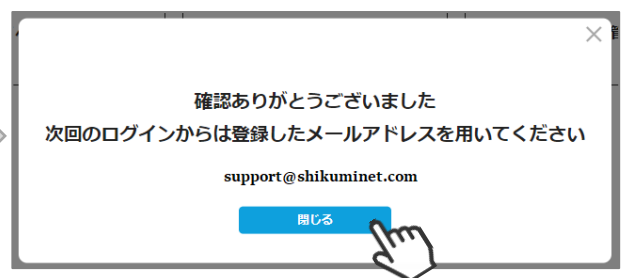 確認ありがとうございました
次回のログインからは登録したメールアドレスを用いてください
support@shikuminet.com
閉じる